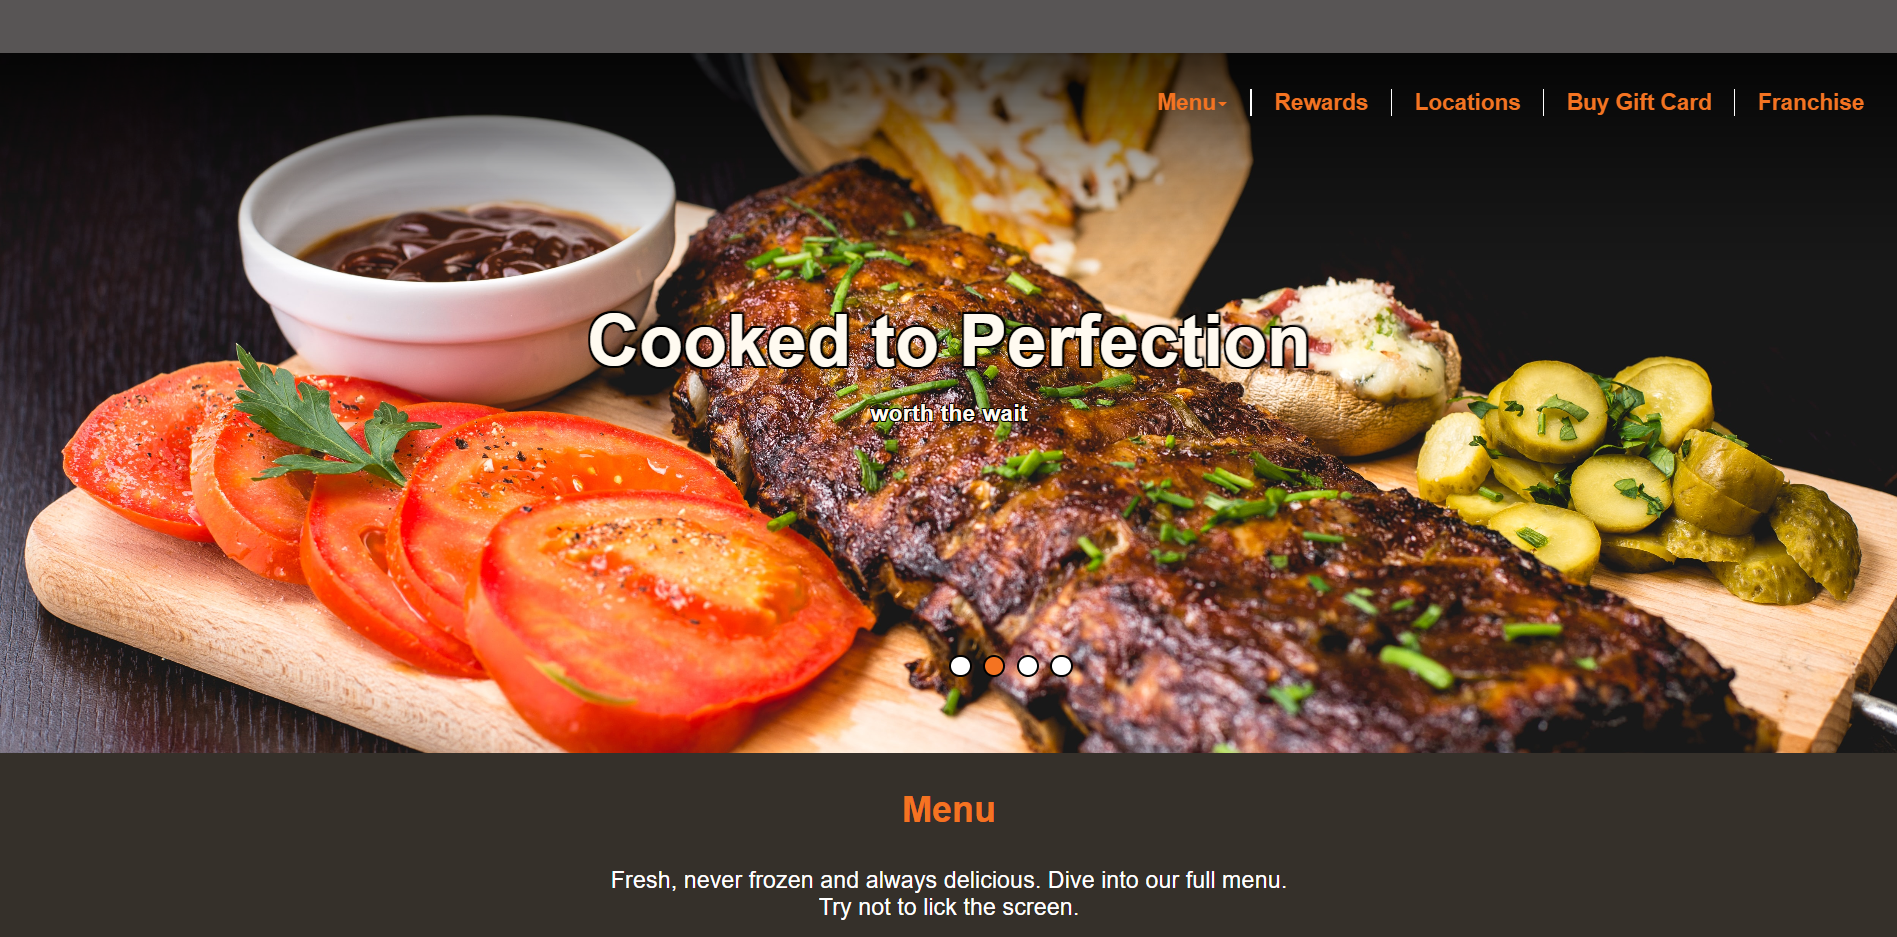 Menu
Rewards
Locations
Buy Gift Card
Franchise
Cooked to Perfection
worth the wait
Menu
Fresh, never frozen and always delicious. Dive into our full menu.
Try not to lick the screen.